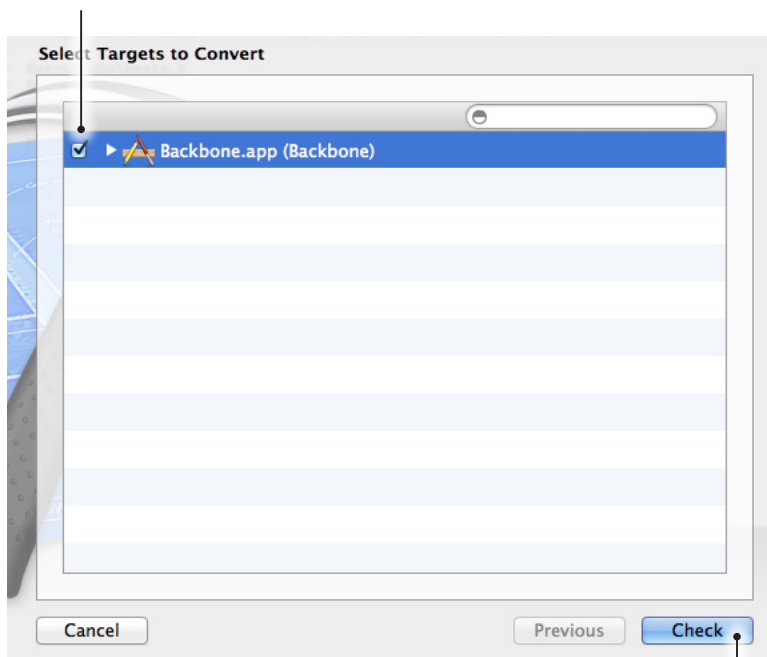 Select Targets to Convert
Backbone.app (Backbone)
Cancel
Previous
Check